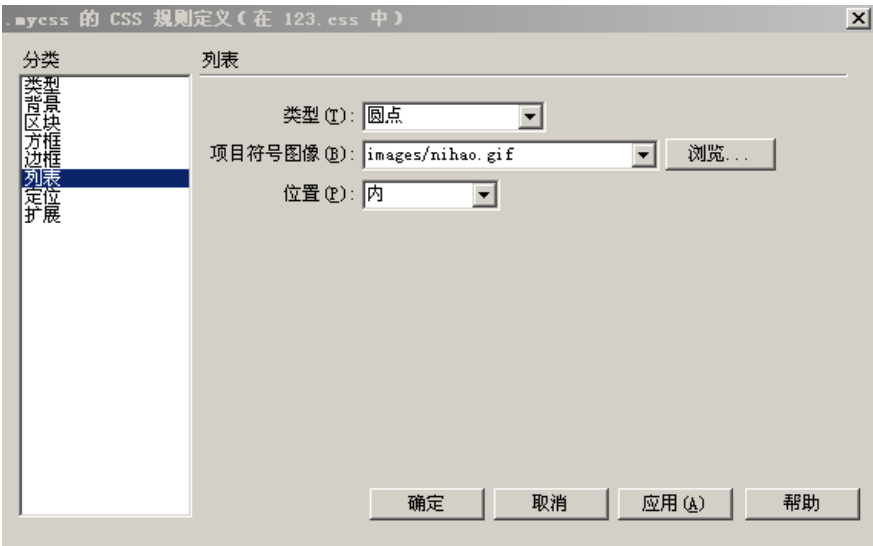 .mycss 的 CSS 规则定义(在 123.css 中)
分类
类型
背景
区块
方框
边框
列表
定位
扩展
列表
类型(T): 圆点
项目符号图像(B): images/nihao.gif 浏览...
位置(P): 内
确定 取消 应用(A) 帮助